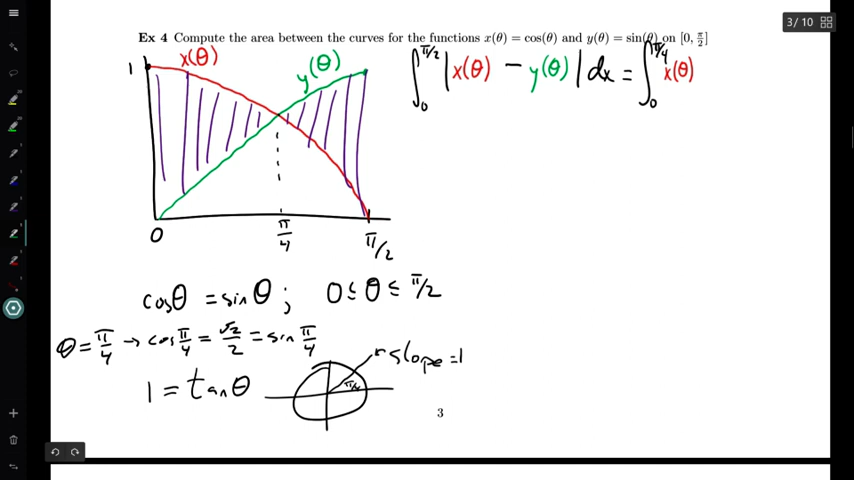 3 / 10
Ex 4 Compute the area between the curves for the functions x(θ) = cos(θ) and y(θ) = sin(θ) on [0, π/2]
x(θ)
y(θ)
1
0
π/4
π/2
∫₀^{π/2} |x(θ) − y(θ)| dx = ∫₀^{π/4} x(θ)
cosθ = sinθ ; 0 ≤ θ ≤ π/2
θ = π/4 → cos π/4 = √2/2 = sin π/4
1 = tanθ
π/4
slope = 1
3